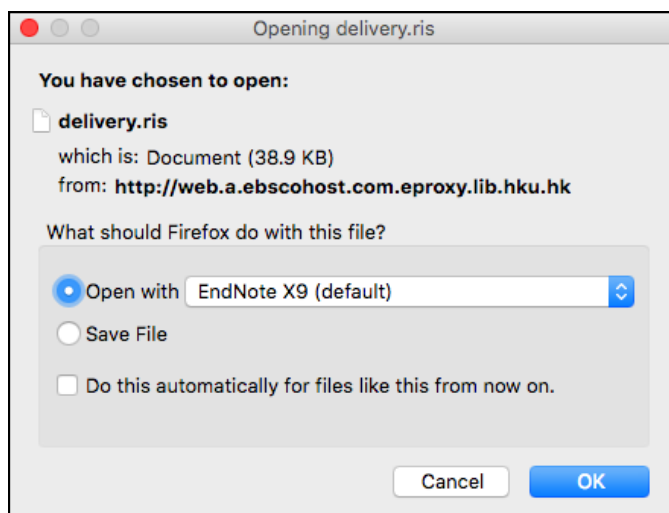 Opening delivery.ris
You have chosen to open:
delivery.ris
which is: Document (38.9 KB)
from: http://web.a.ebscohost.com.eproxy.lib.hku.hk
What should Firefox do with this file?
Open with EndNote X9 (default)
Save File
Do this automatically for files like this from now on.
Cancel OK